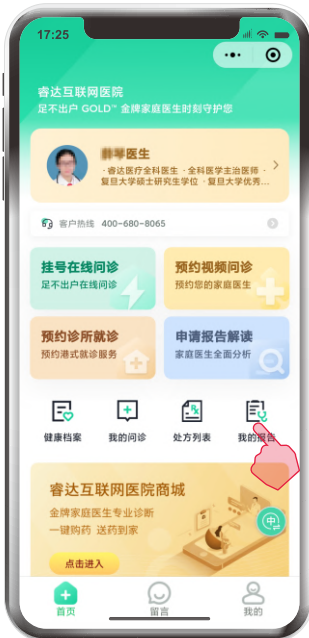 17:25
睿达互联网医院
足不出户 GOLD™ 金牌家庭医生时刻守护您
医生
·睿达医疗全科医生 ·全科医学主治医师 ·
复旦大学硕士研究生学位 ·复旦大学优秀...
客户热线 400-680-8065
挂号在线问诊
足不出户在线问诊
预约视频问诊
预约您的家庭医生
预约诊所就诊
预约港式就诊服务
申请报告解读
家庭医生全面分析
健康档案
我的问诊
处方列表
我的报告
睿达互联网医院商城
金牌家庭医生专业诊断
一键购药 送药到家
点击进入
中
首页
留言
我的